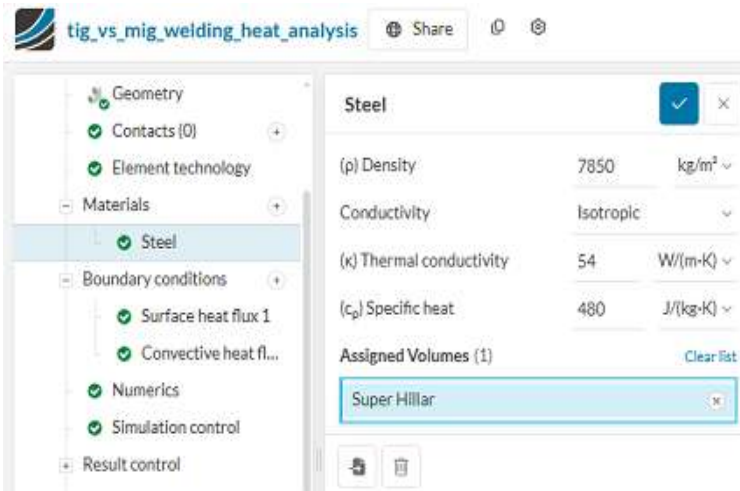 tig_vs_mig_welding_heat_analysis Share
Geometry
Contacts (0)
Element technology
Materials
Steel
Boundary conditions
Surface heat flux 1
Convective heat fl...
Numerics
Simulation control
Result control
Steel
(ρ) Density 7850 kg/m³
Conductivity Isotropic
(κ) Thermal conductivity 54 W/(m·K)
(cₚ) Specific heat 480 J/(kg·K)
Assigned Volumes (1) Clear list
Super Hillar